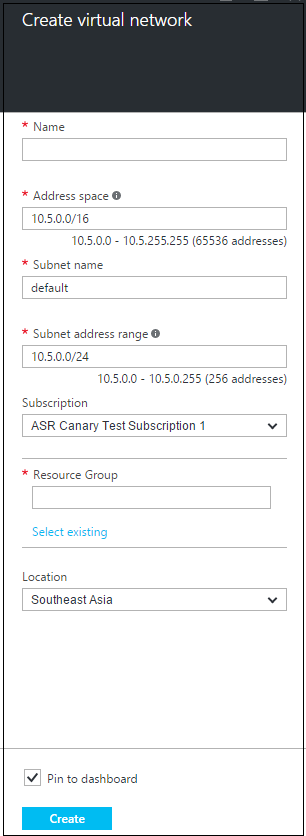 Create virtual network
* Name
* Address space
10.5.0.0/16
10.5.0.0 - 10.5.255.255 (65536 addresses)
* Subnet name
default
* Subnet address range
10.5.0.0/24
10.5.0.0 - 10.5.0.255 (256 addresses)
Subscription
ASR Canary Test Subscription 1
* Resource Group
Select existing
Location
Southeast Asia
Pin to dashboard
Create